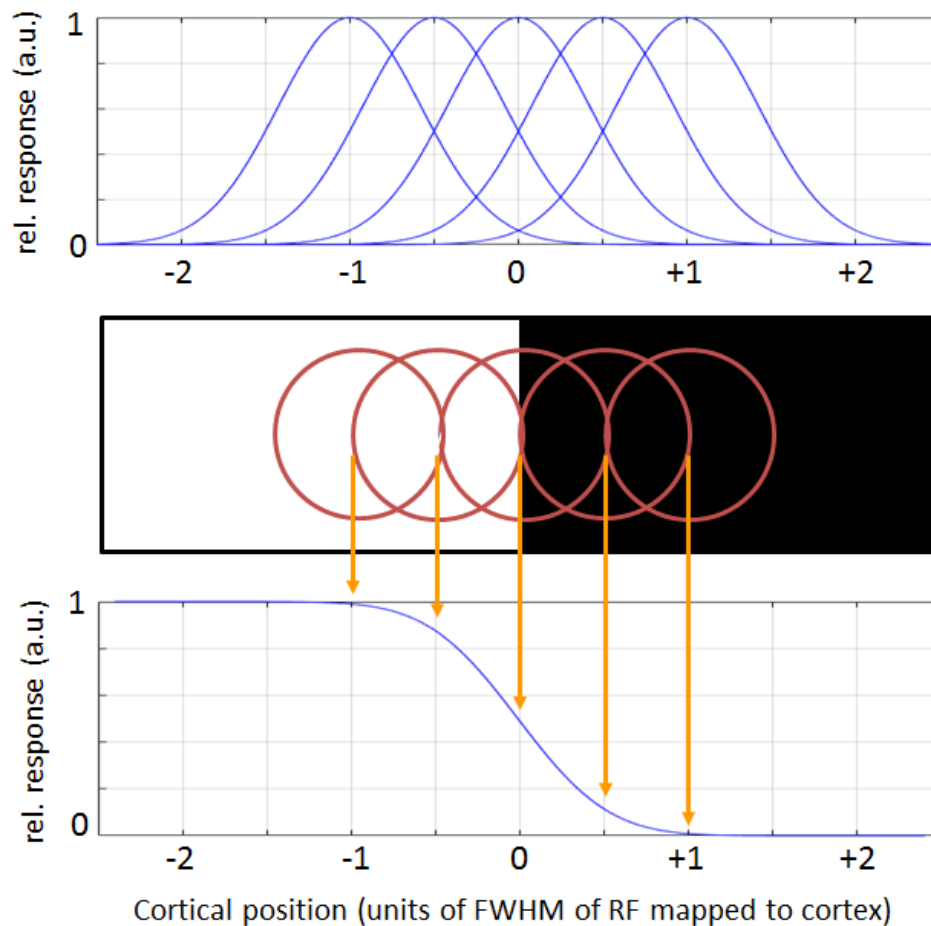 rel. response (a.u.)
1
0
-2 -1 0 +1 +2
rel. response (a.u.)
1
0
-2 -1 0 +1 +2
Cortical position (units of FWHM of RF mapped to cortex)